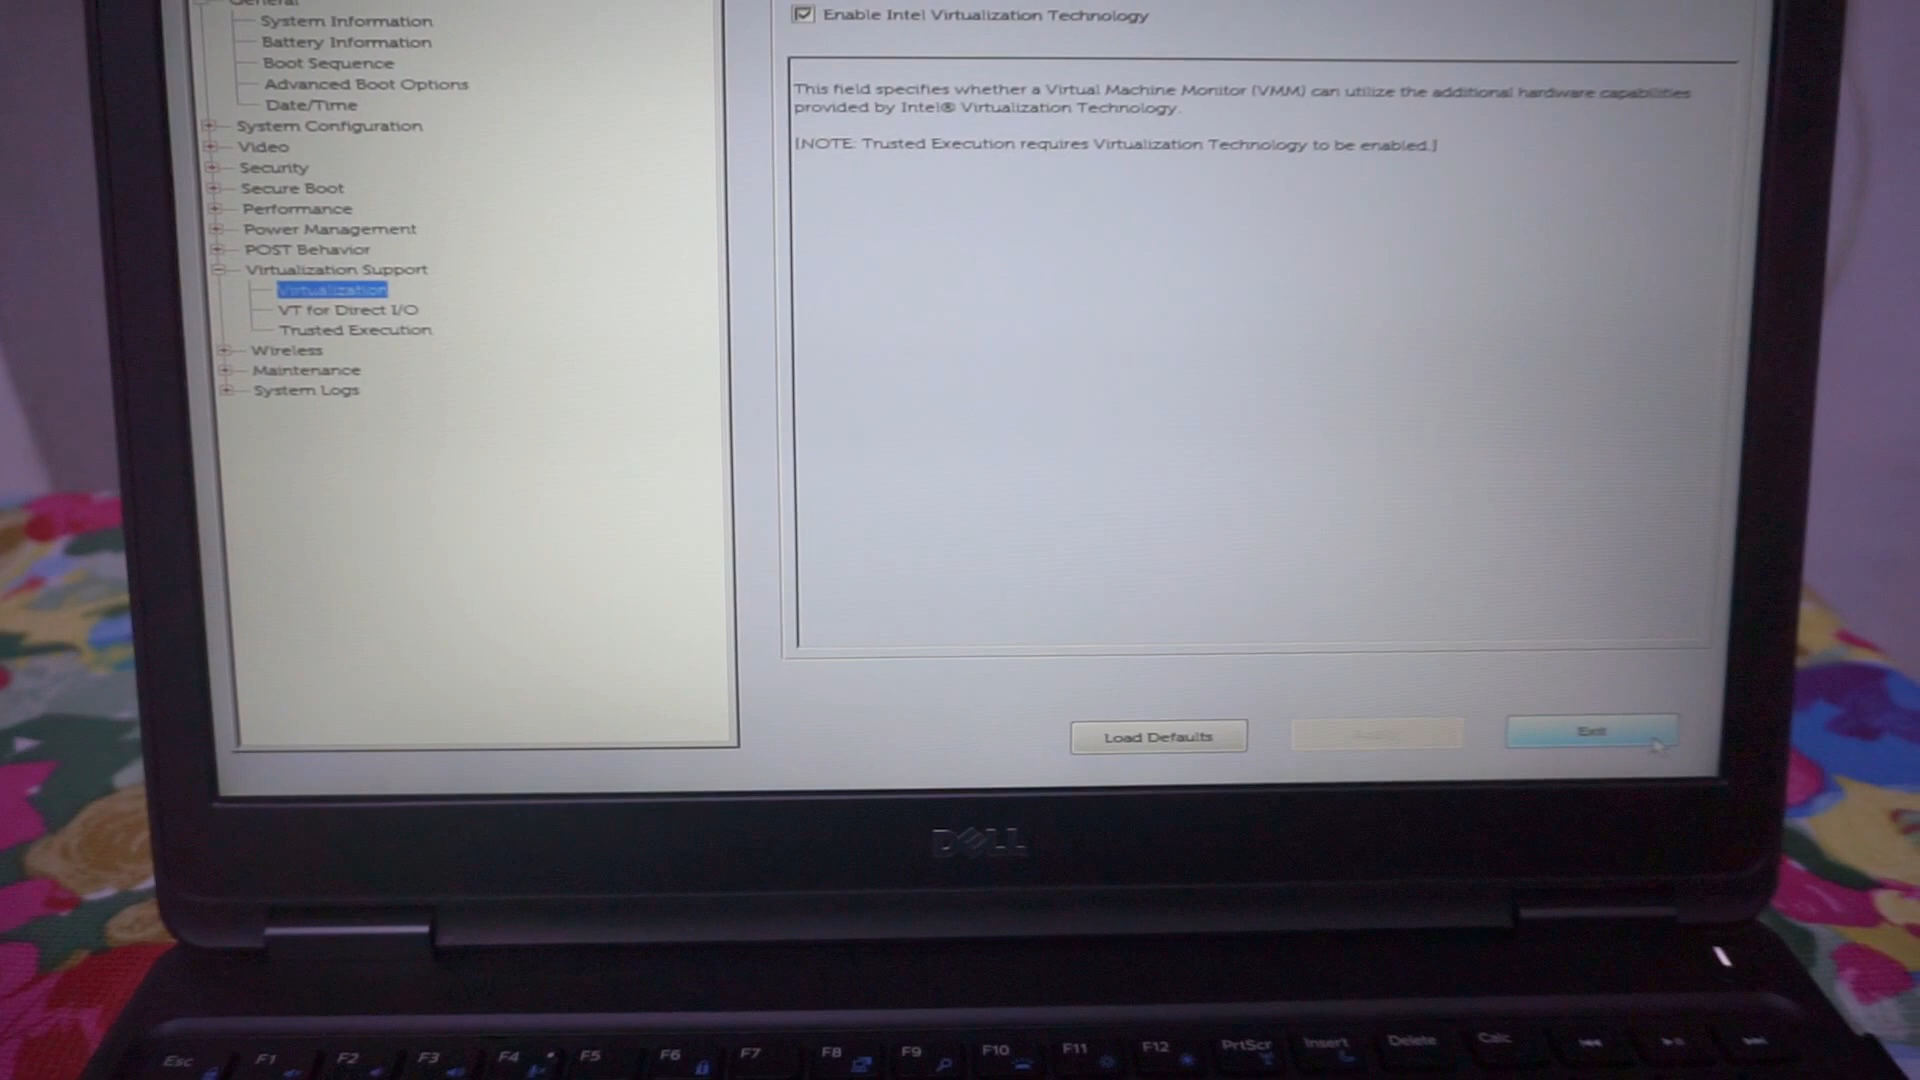 General
System Information
Battery Information
Boot Sequence
Advanced Boot Options
Date/Time
System Configuration
Video
Security
Secure Boot
Performance
Power Management
POST Behavior
Virtualization Support
Virtualization
VT for Direct I/O
Trusted Execution
Wireless
Maintenance
System Logs
Enable Intel Virtualization Technology
This field specifies whether a Virtual Machine Monitor (VMM) can utilize the additional hardware capabilities
provided by Intel® Virtualization Technology.
[NOTE: Trusted Execution requires Virtualization Technology to be enabled.]
Load Defaults
Exit
DELL
Esc F1 F2 F3 F4 F5 F6 F7 F8 F9 F10 F11 F12 PrtScr Insert Delete Calc